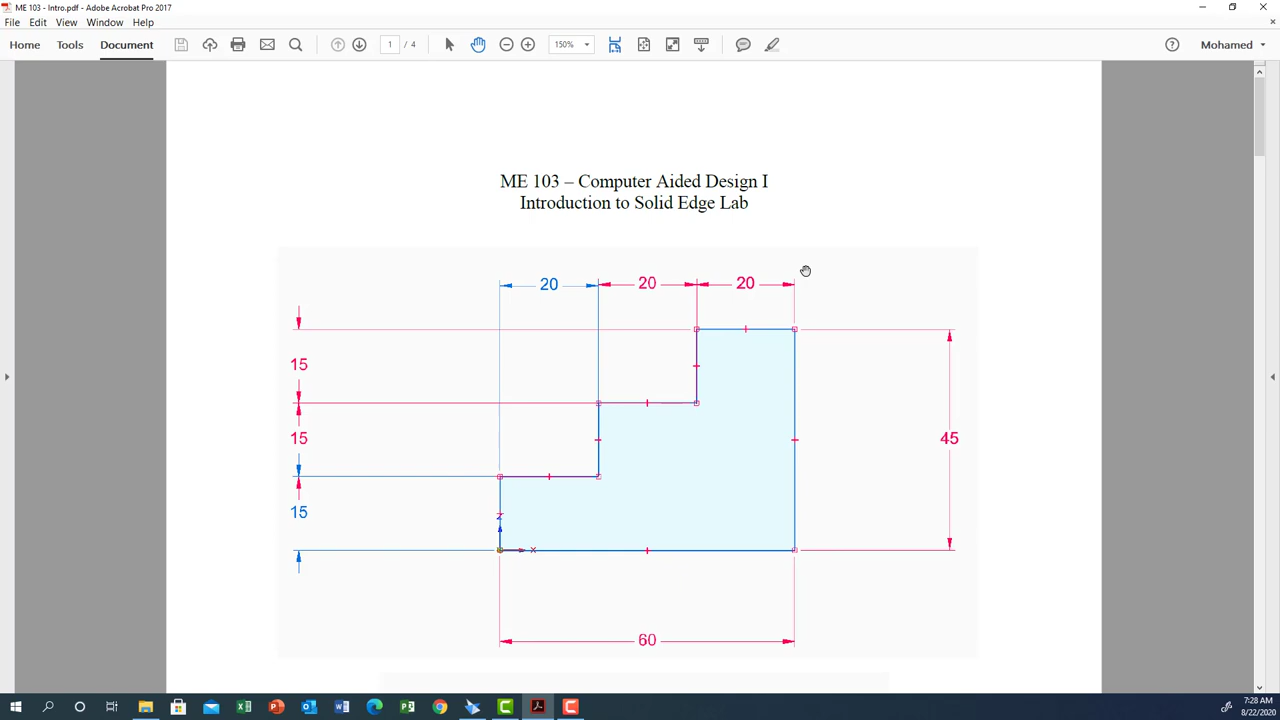 ME 103 - Intro.pdf - Adobe Acrobat Pro 2017
File Edit View Window Help
Home Tools Document 1 / 4 150% Mohamed
ME 103 – Computer Aided Design I
Introduction to Solid Edge Lab
20 20 20
15
15 45
15
z
x
60
7:28 AM
8/22/2020